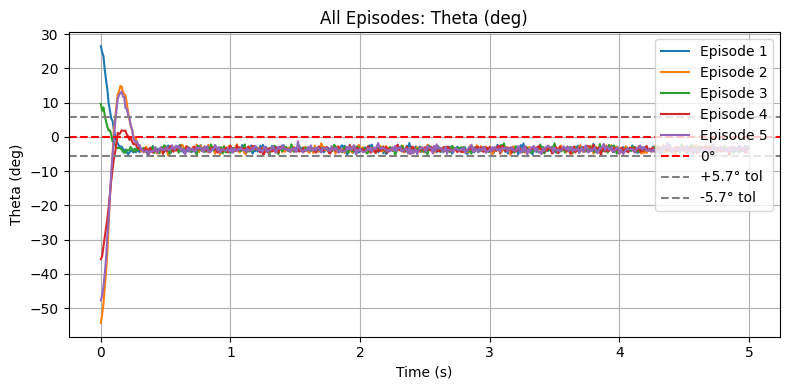 All Episodes: Theta (deg)
Theta (deg)
30
20
10
0
−10
−20
−30
−40
−50
0
1
2
3
4
5
Time (s)
Episode 1
Episode 2
Episode 3
Episode 4
Episode 5
0°
+5.7° tol
-5.7° tol